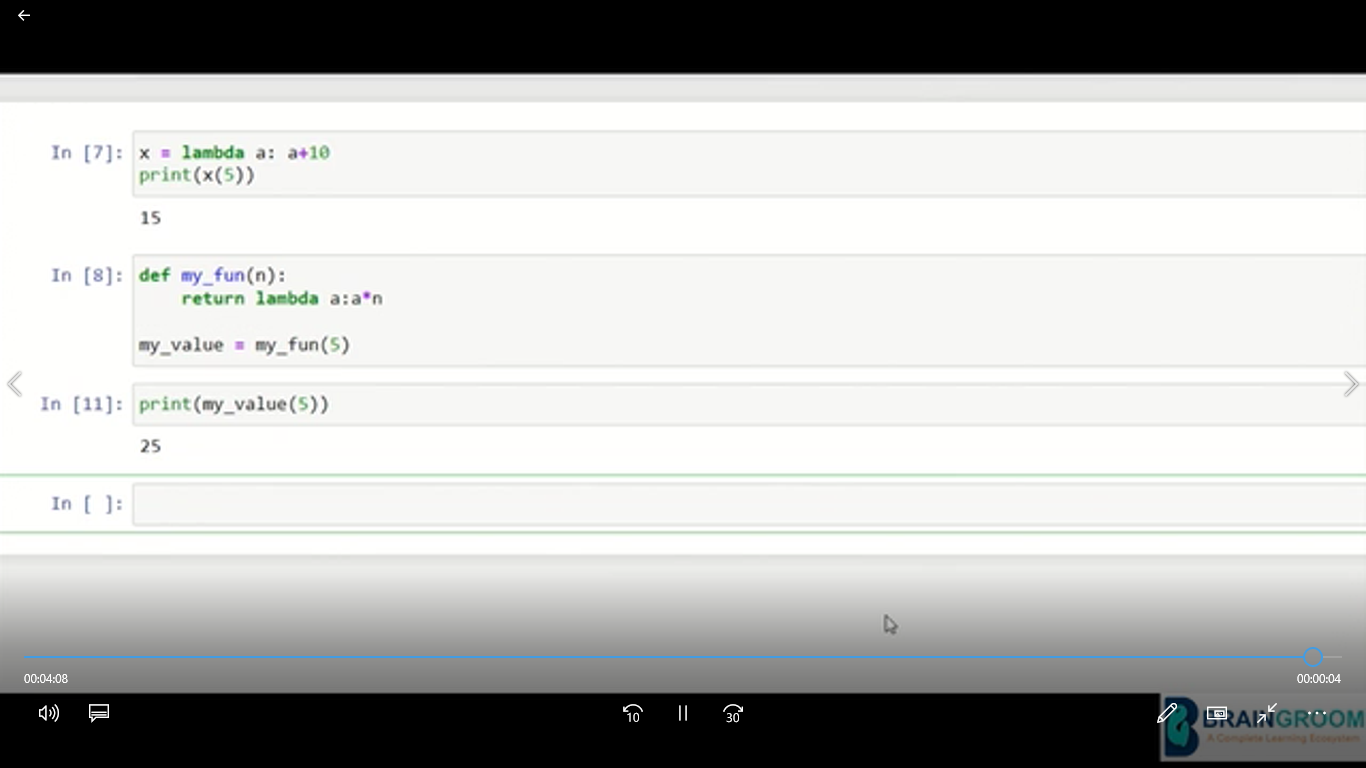 In [7]: x = lambda a: a+10
print(x(5))
15
In [8]: def my_fun(n):
return lambda a:a*n
my_value = my_fun(5)
In [11]: print(my_value(5))
25
In [ ]:
00:04:08
00:00:04
10
30
BRAINGROOM
A Complete Learning Ecosystem